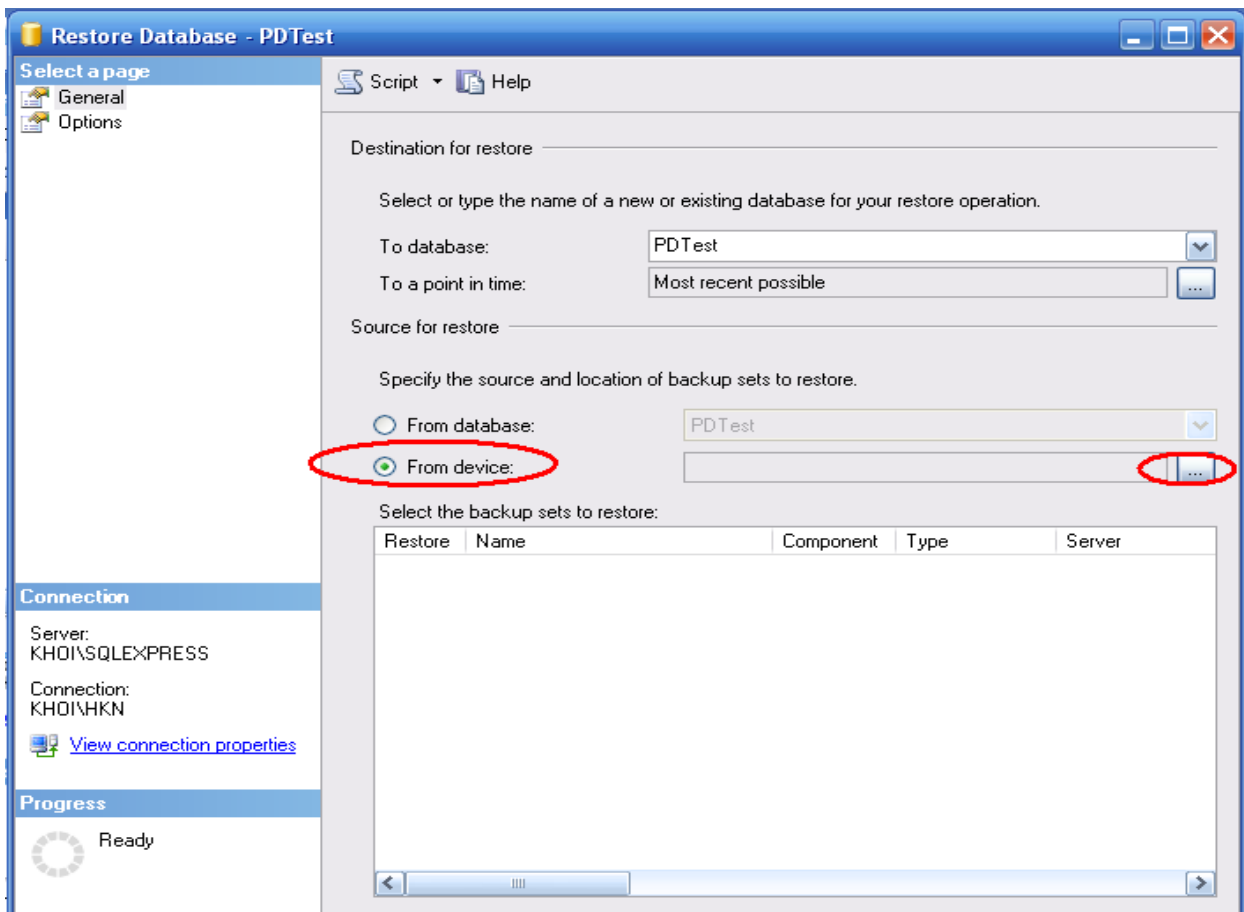 Restore Database - PDTest
Select a page
General
Options
Script
Help
Destination for restore
Select or type the name of a new or existing database for your restore operation.
To database:
PDTest
To a point in time:
Most recent possible
...
Source for restore
Specify the source and location of backup sets to restore.
From database:
PDTest
From device:
...
Select the backup sets to restore:
Restore Name Component Type Server
Connection
Server:
KHOI\SQLEXPRESS
Connection:
KHOI\HKN
View connection properties
Progress
Ready